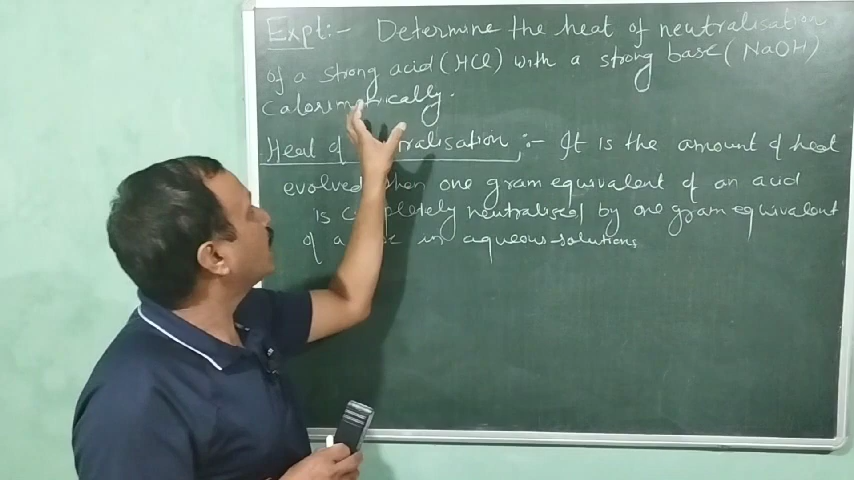 Expt:- Determine the heat of neutralisation
of a strong acid (HCl) with a strong base (NaOH)
Calorimetrically.
Heat of ralisation :- It is the amount of heat
evolved when one gram equivalent of an acid
is completely neutralised by one gram equivalent
of a in aqueous-solutions